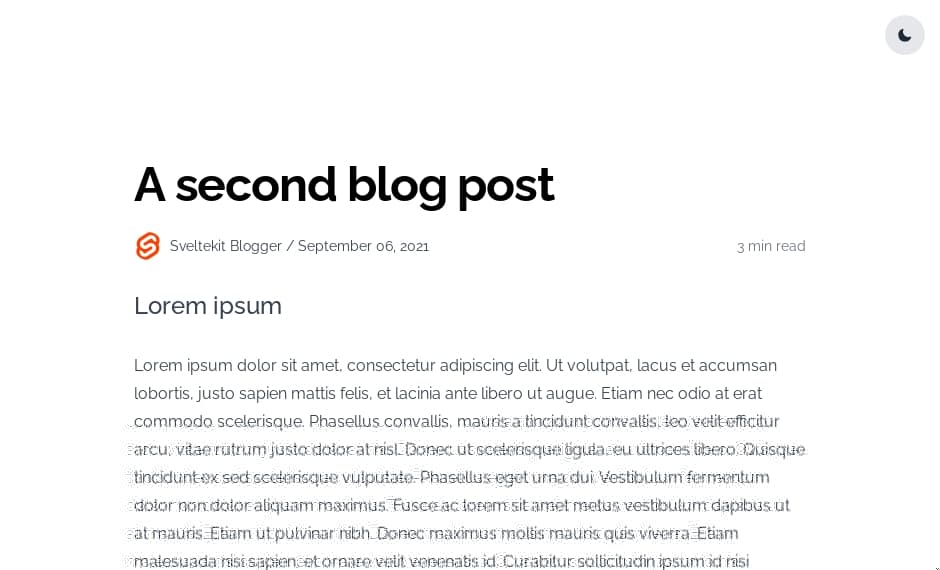 A second blog post
Sveltekit Blogger / September 06, 2021
3 min read
Lorem ipsum
Lorem ipsum dolor sit amet, consectetur adipiscing elit. Ut volutpat, lacus et accumsan
lobortis, justo sapien mattis felis, et lacinia ante libero ut augue. Etiam nec odio at erat
commodo scelerisque. Phasellus convallis, mauris a tincidunt convallis, leo velit efficitur
arcu, vitae rutrum justo dolor at nisl. Donec ut scelerisque ligula, eu ultrices libero. Quisque
tincidunt ex sed scelerisque vulputate. Phasellus eget urna dui. Vestibulum fermentum
dolor non dolor aliquam maximus. Fusce ac lorem sit amet metus vestibulum dapibus ut
at mauris. Etiam ut pulvinar nibh. Donec maximus mollis mauris quis viverra. Etiam
malesuada nisi sapien, et ornare velit venenatis id. Curabitur sollicitudin ipsum id nisi